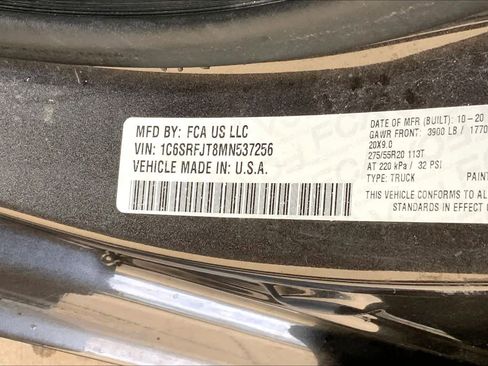 MFD BY: FCA US LLC
VIN: 1C6SRFJT8MN537256
VEHICLE MADE IN: U.S.A.
DATE OF MFR (BUILT): 10-20
GAWR FRONT: 3900 LB / 1770
20X9.0
275/55R20 113T
AT 220 kPa / 32 PSI
TYPE: TRUCK PAINT
THIS VEHICLE CONFORMS TO AL
STANDARDS IN EFFECT